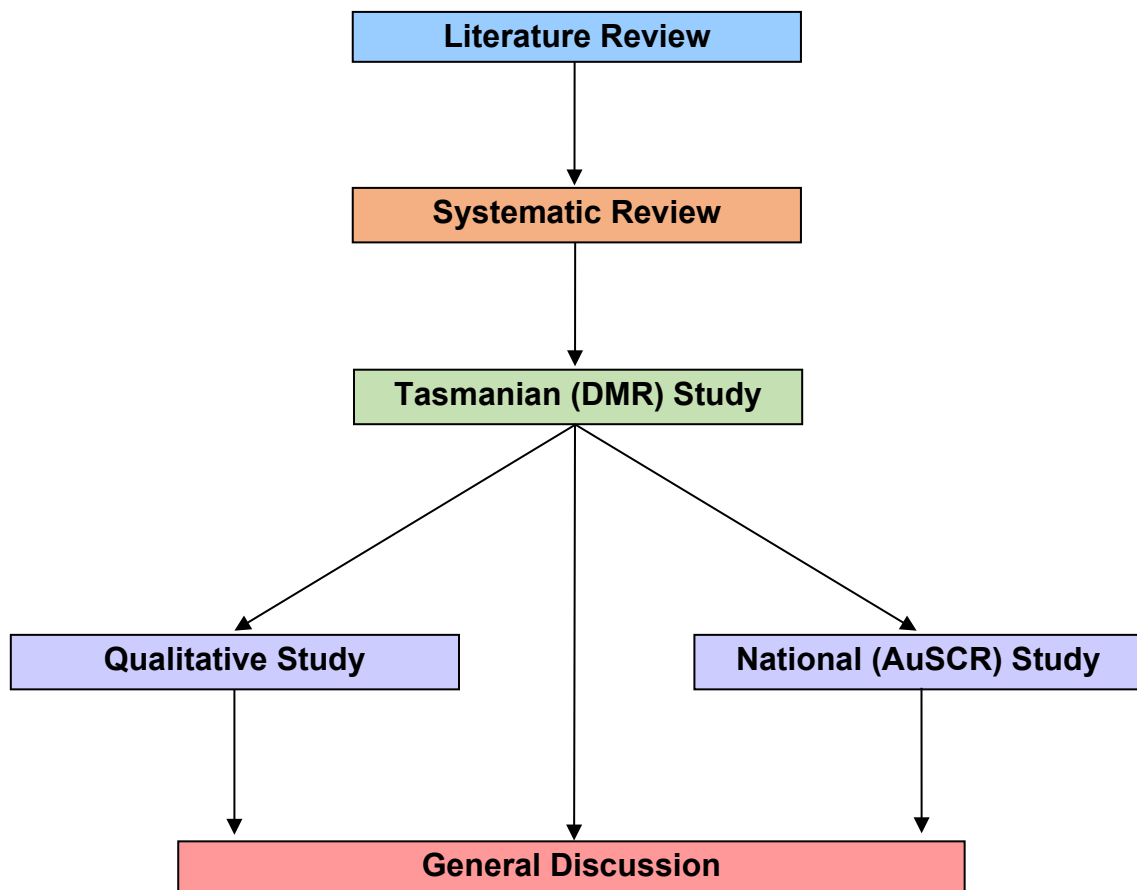 Literature Review
Systematic Review
Tasmanian (DMR) Study
Qualitative Study
National (AuSCR) Study
General Discussion